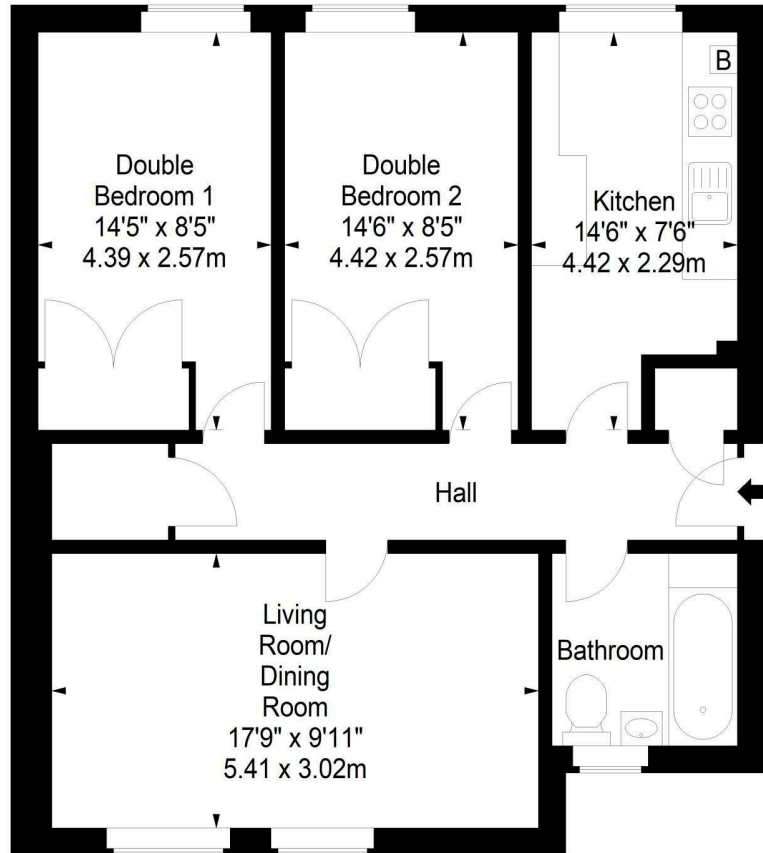 Double
Bedroom 1
14'5" x 8'5"
4.39 x 2.57m
Double
Bedroom 2
14'6" x 8'5"
4.42 x 2.57m
B
Kitchen
14'6" x 7'6"
4.42 x 2.29m
Hall
Living
Room/
Dining
Room
17'9" x 9'11"
5.41 x 3.02m
Bathroom